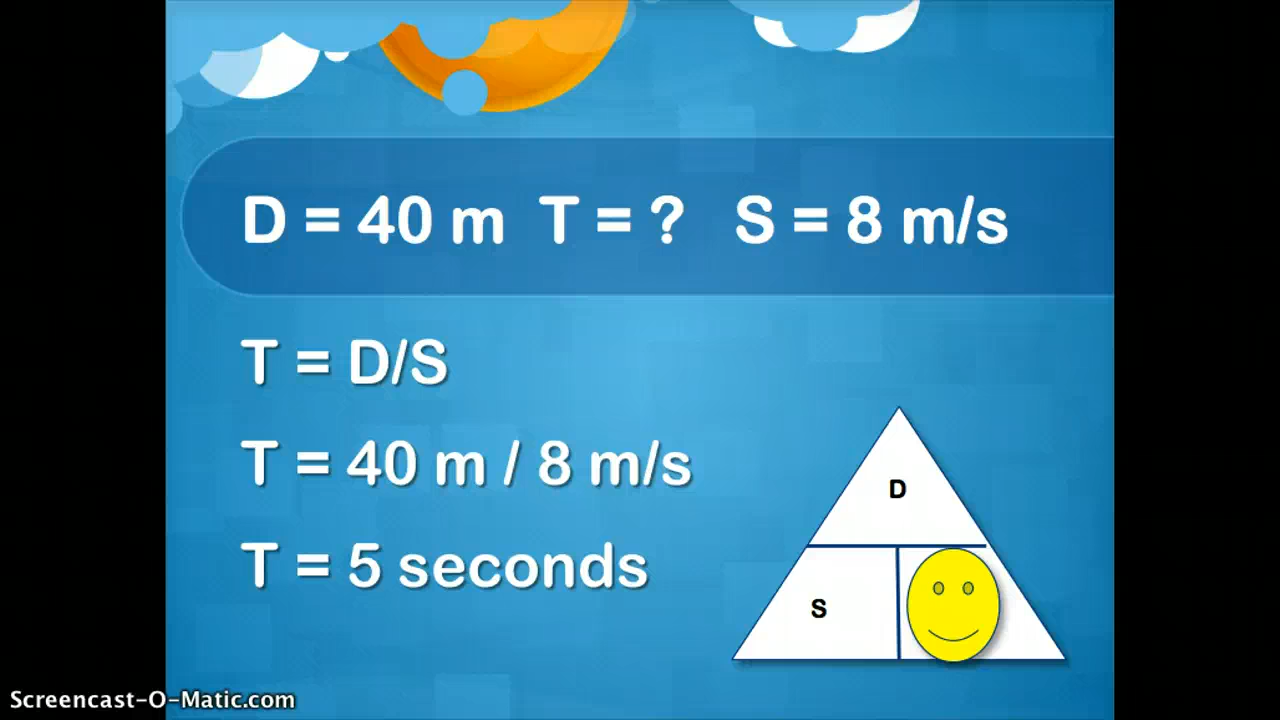 D = 40 m T = ? S = 8 m/s
T = D/S
T = 40 m / 8 m/s
T = 5 seconds
D
S
Screencast-O-Matic.com